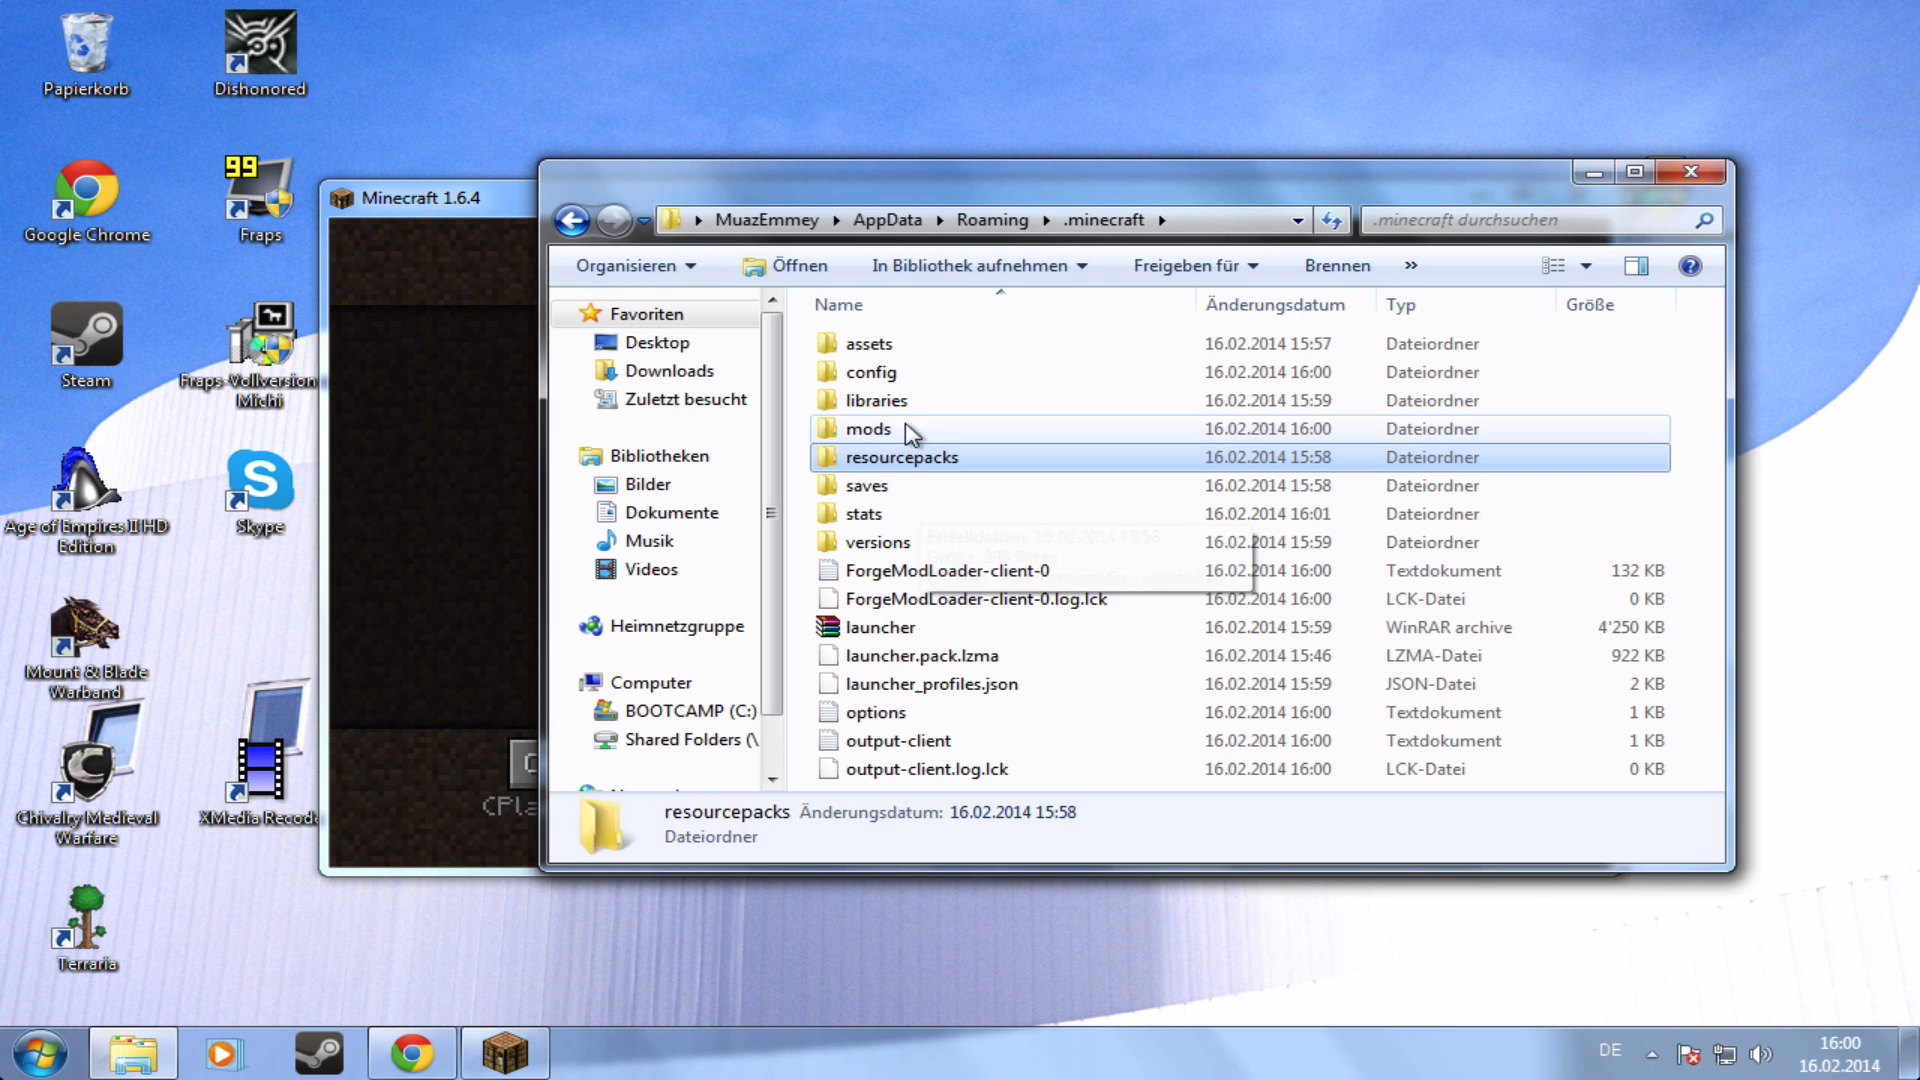 Papierkorb
Dishonored
Google Chrome
99
Fraps
Steam
Fraps-Vollversion
Michi
Age of Empires II HD
Edition
Skype
Mount & Blade
Warband
Chivalry Medieval
Warfare
XMedia Recode
Terraria
Minecraft 1.6.4
MuazEmmey
AppData
Roaming
.minecraft
.minecraft durchsuchen
Organisieren
Öffnen
In Bibliothek aufnehmen
Freigeben für
Brennen
»
Favoriten
Desktop
Downloads
Zuletzt besucht
Bibliotheken
Bilder
Dokumente
Musik
Videos
Heimnetzgruppe
Computer
BOOTCAMP (C:)
Shared Folders (\
Name Änderungsdatum Typ Größe
assets 16.02.2014 15:57 Dateiordner
config 16.02.2014 16:00 Dateiordner
libraries 16.02.2014 15:59 Dateiordner
mods 16.02.2014 16:00 Dateiordner
resourcepacks 16.02.2014 15:58 Dateiordner
saves 16.02.2014 15:58 Dateiordner
stats 16.02.2014 16:01 Dateiordner
versions 16.02.2014 15:59 Dateiordner
ForgeModLoader-client-0 16.02.2014 16:00 Textdokument 132 KB
ForgeModLoader-client-0.log.lck 16.02.2014 16:00 LCK-Datei 0 KB
launcher 16.02.2014 15:59 WinRAR archive 4'250 KB
launcher.pack.lzma 16.02.2014 15:46 LZMA-Datei 922 KB
launcher_profiles.json 16.02.2014 15:59 JSON-Datei 2 KB
options 16.02.2014 16:00 Textdokument 1 KB
output-client 16.02.2014 16:00 Textdokument 1 KB
output-client.log.lck 16.02.2014 16:00 LCK-Datei 0 KB
Erstelldatum: 16.02.2014 15:58
resourcepacks Änderungsdatum: 16.02.2014 15:58
Dateiordner
DE
16:00
16.02.2014